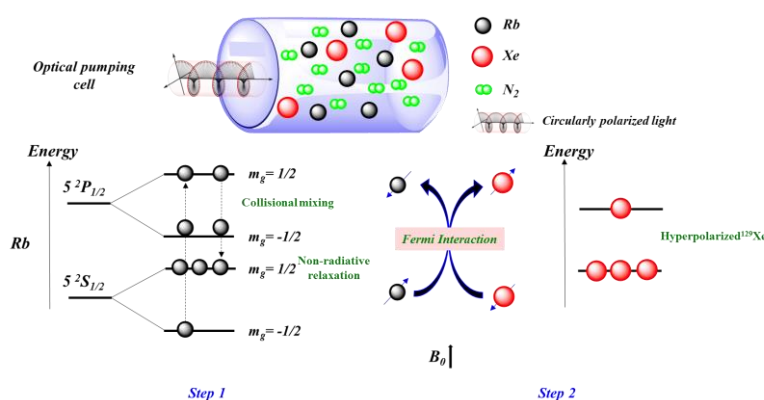 Optical pumping
cell
Rb
Xe
N2
Circularly polarized light
Energy
5 2P1/2
mg= 1/2
Collisional mixing
mg= -1/2
Rb
5 2S1/2
mg= 1/2
Non-radiative
relaxation
mg= -1/2
Step 1
Fermi Interaction
B0
Energy
Hyperpolarized129Xe
Step 2